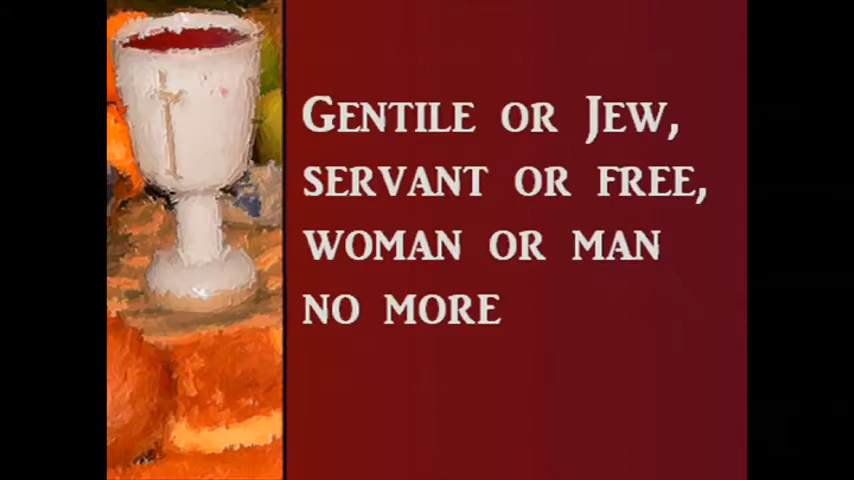 Gentile or Jew,
servant or free,
woman or man
no more